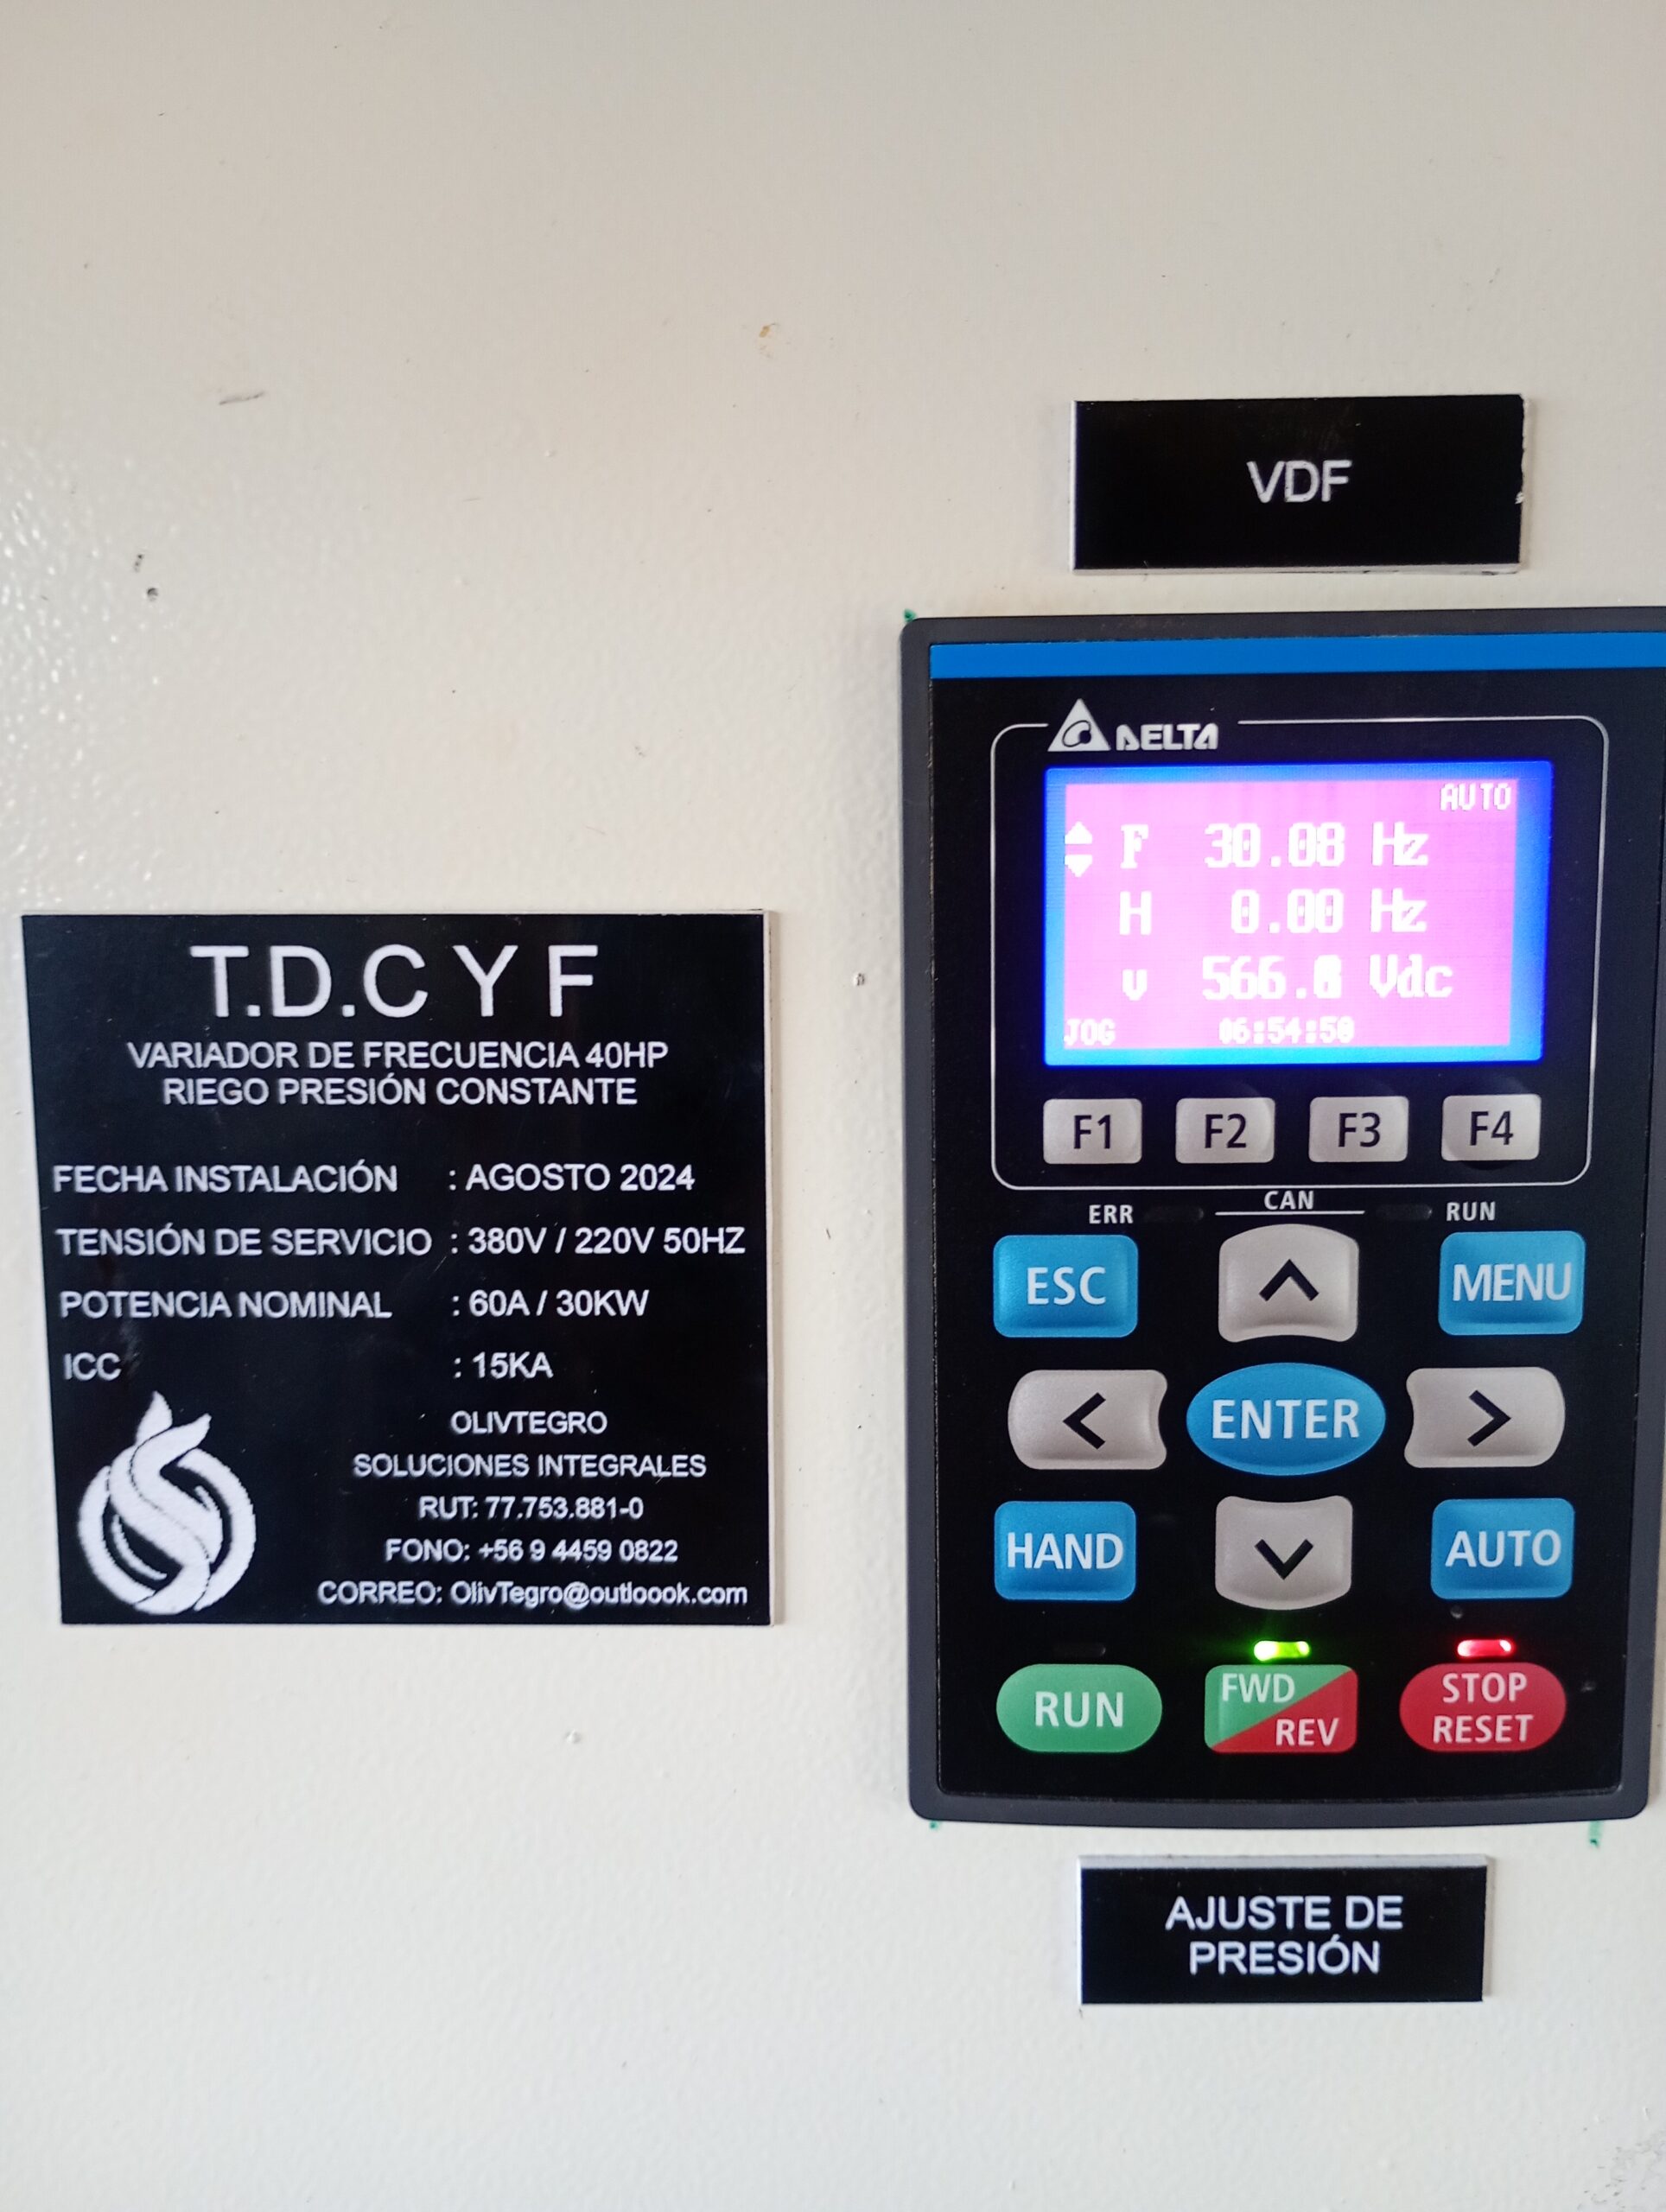 VDF
T.D.C Y F
VARIADOR DE FRECUENCIA 40HP
RIEGO PRESIÓN CONSTANTE
FECHA INSTALACIÓN : AGOSTO 2024
TENSIÓN DE SERVICIO : 380V / 220V 50HZ
POTENCIA NOMINAL : 60A / 30KW
ICC : 15KA
OLIVTEGRO
SOLUCIONES INTEGRALES
RUT: 77.753.881-0
FONO: +56 9 4459 0822
CORREO: OlivTegro@outloook.com
DELTA
AUTO
F 30.08 Hz
H 0.00 Hz
v Vdc
JOG 06:54:58
F1 F2 F3 F4
ERR CAN RUN
ESC MENU
ENTER
HAND AUTO
RUN FWD REV STOP RESET
AJUSTE DE
PRESIÓN